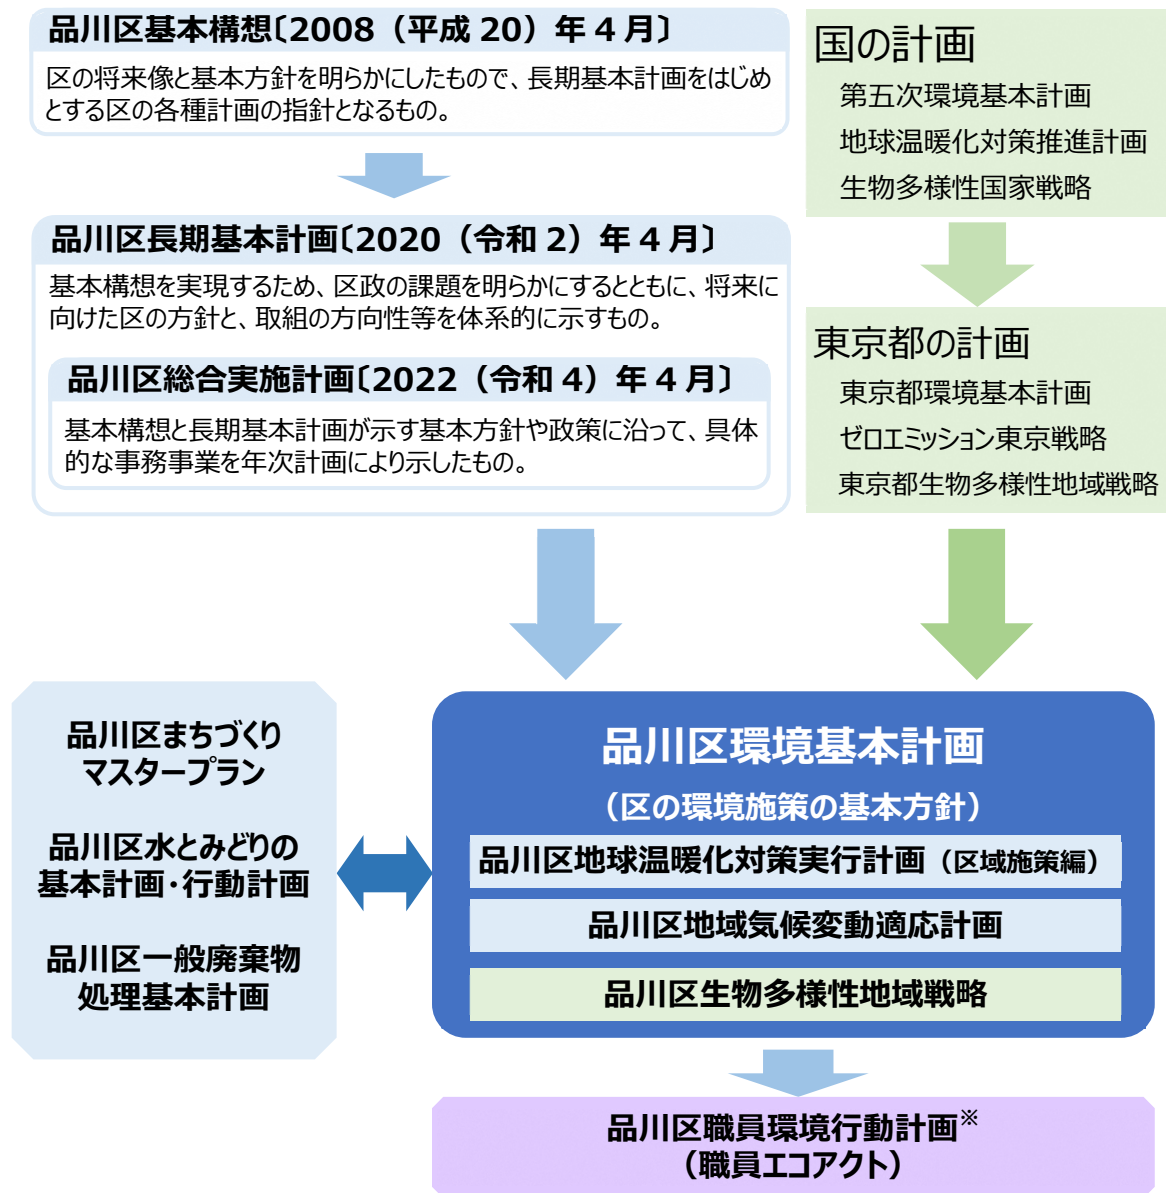 品川区基本構想〔2008（平成 20）年 4 月〕
区の将来像と基本方針を明らかにしたもので、長期基本計画をはじめ
とする区の各種計画の指針となるもの。
品川区長期基本計画〔2020（令和 2）年 4 月〕
基本構想を実現するため、区政の課題を明らかにするとともに、将来に
向けた区の方針と、取組の方向性等を体系的に示すもの。
品川区総合実施計画〔2022（令和 4）年 4 月〕
基本構想と長期基本計画が示す基本方針や政策に沿って、具体
的な事務事業を年次計画により示したもの。
国の計画
第五次環境基本計画
地球温暖化対策推進計画
生物多様性国家戦略
東京都の計画
東京都環境基本計画
ゼロエミッション東京戦略
東京都生物多様性地域戦略
品川区まちづくり
マスタープラン
品川区水とみどりの
基本計画・行動計画
品川区一般廃棄物
処理基本計画
品川区環境基本計画
（区の環境施策の基本方針）
品川区地球温暖化対策実行計画（区域施策編）
品川区地域気候変動適応計画
品川区生物多様性地域戦略
品川区職員環境行動計画※
（職員エコアクト）